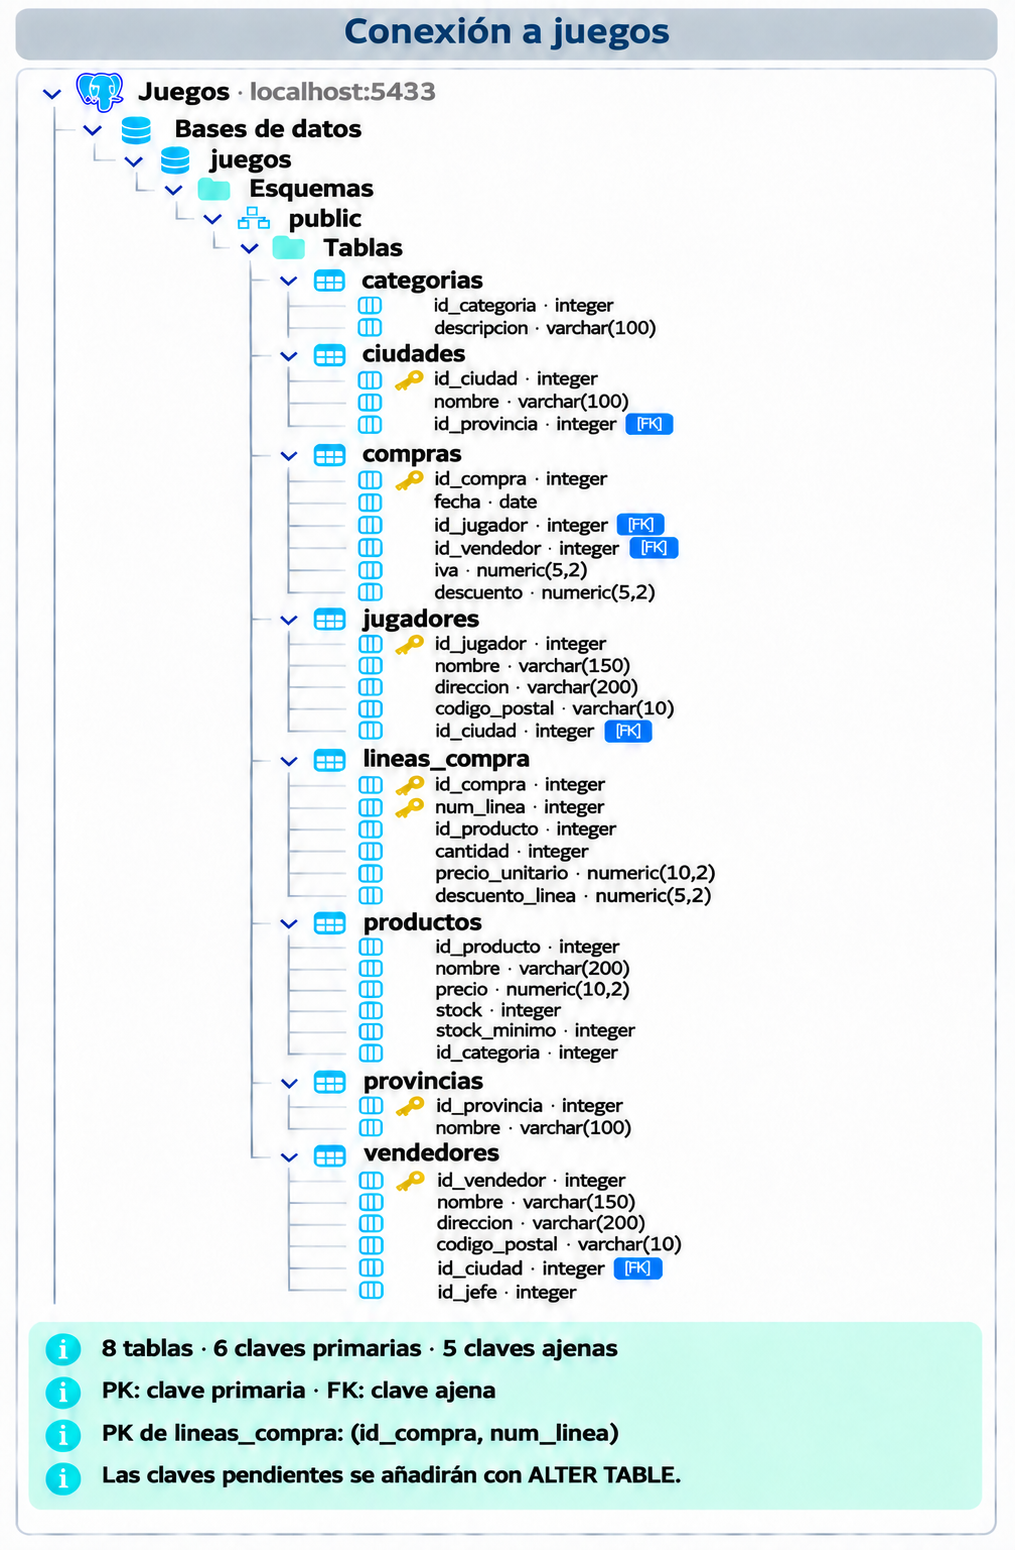 Conexión a juegos
Juegos · localhost:5433
Bases de datos
juegos
Esquemas
public
Tablas
categorias
id_categoria · integer
descripcion · varchar(100)
ciudades
id_ciudad · integer
nombre · varchar(100)
id_provincia · integer [FK]
compras
id_compra · integer
fecha · date
id_jugador · integer [FK]
id_vendedor · integer [FK]
iva · numeric(5,2)
descuento · numeric(5,2)
jugadores
id_jugador · integer
nombre · varchar(150)
direccion · varchar(200)
codigo_postal · varchar(10)
id_ciudad · integer [FK]
lineas_compra
id_compra · integer
num_linea · integer
id_producto · integer
cantidad · integer
precio_unitario · numeric(10,2)
descuento_linea · numeric(5,2)
productos
id_producto · integer
nombre · varchar(200)
precio · numeric(10,2)
stock · integer
stock_minimo · integer
id_categoria · integer
provincias
id_provincia · integer
nombre · varchar(100)
vendedores
id_vendedor · integer
nombre · varchar(150)
direccion · varchar(200)
codigo_postal · varchar(10)
id_ciudad · integer [FK]
id_jefe · integer
8 tablas · 6 claves primarias · 5 claves ajenas
PK: clave primaria · FK: clave ajena
PK de lineas_compra: (id_compra, num_linea)
Las claves pendientes se añadirán con ALTER TABLE.